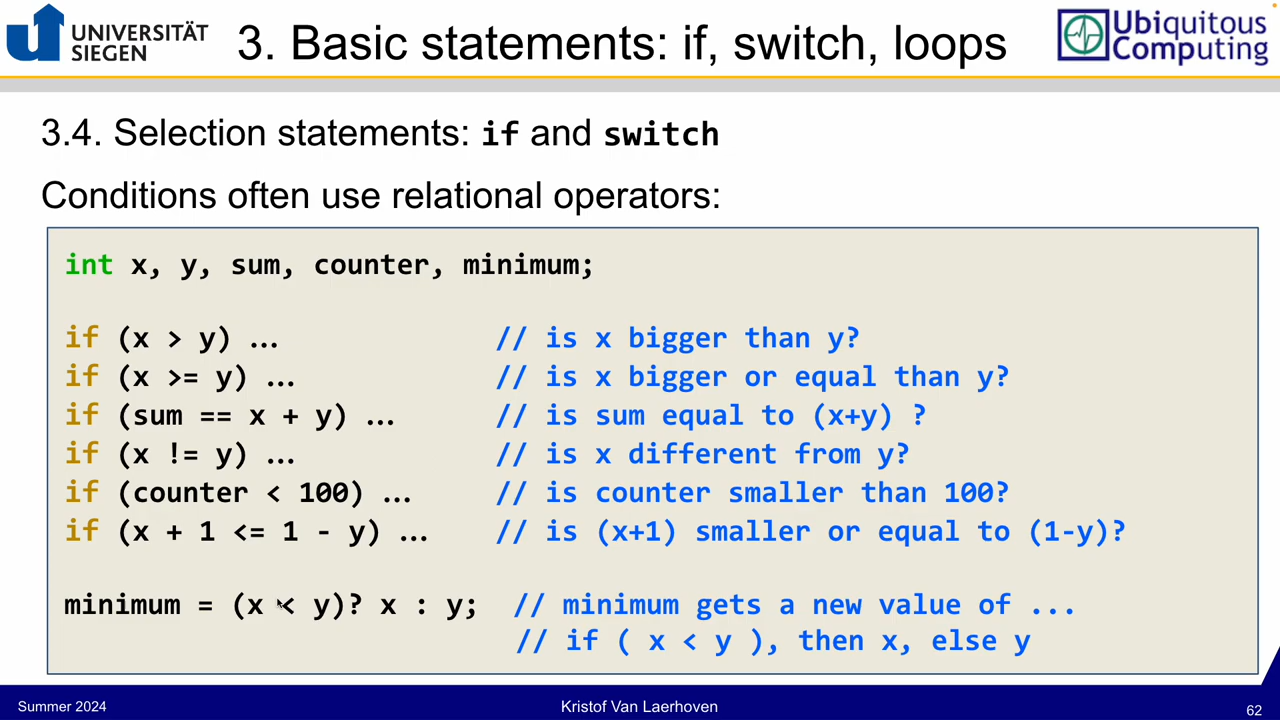 UNIVERSITÄT
SIEGEN
3. Basic statements: if, switch, loops
Ubiquitous
Computing
3.4. Selection statements: if and switch
Conditions often use relational operators:
int x, y, sum, counter, minimum;
if (x > y) … // is x bigger than y?
if (x >= y) … // is x bigger or equal than y?
if (sum == x + y) … // is sum equal to (x+y) ?
if (x != y) … // is x different from y?
if (counter < 100) … // is counter smaller than 100?
if (x + 1 <= 1 - y) … // is (x+1) smaller or equal to (1-y)?
minimum = (x < y)? x : y; // minimum gets a new value of ...
// if ( x < y ), then x, else y
Summer 2024
Kristof Van Laerhoven
62